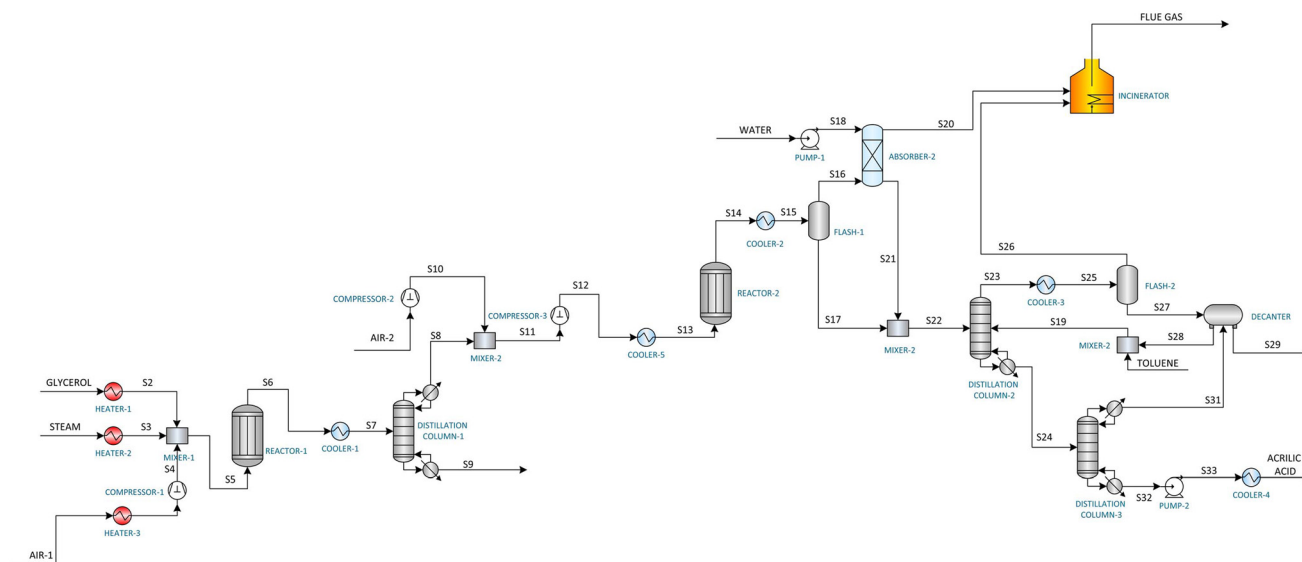 FLUE GAS
INCINERATOR
WATER
S18
S20
PUMP-1
ABSORBER-2
S16
S14
S15
COOLER-2
FLASH-1
S26
S21
S10
S12
S23
S25
FLASH-2
COMPRESSOR-2
REACTOR-2
COOLER-3
COMPRESSOR-3
S27
S17
S22
S19
DECANTER
AIR-2
S8
S11
S13
S28
MIXER-2
COOLER-5
MIXER-2
MIXER-2
S29
TOLUENE
GLYCEROL
S2
S6
DISTILLATION
COLUMN-2
HEATER-1
S31
STEAM
S3
S7
DISTILLATION
COLUMN-1
S24
HEATER-2
MIXER-1
REACTOR-1
COOLER-1
S4
S5
S9
ACRILIC
ACID
COMPRESSOR-1
S33
S32
HEATER-3
DISTILLATION
COLUMN-3
PUMP-2
COOLER-4
AIR-1